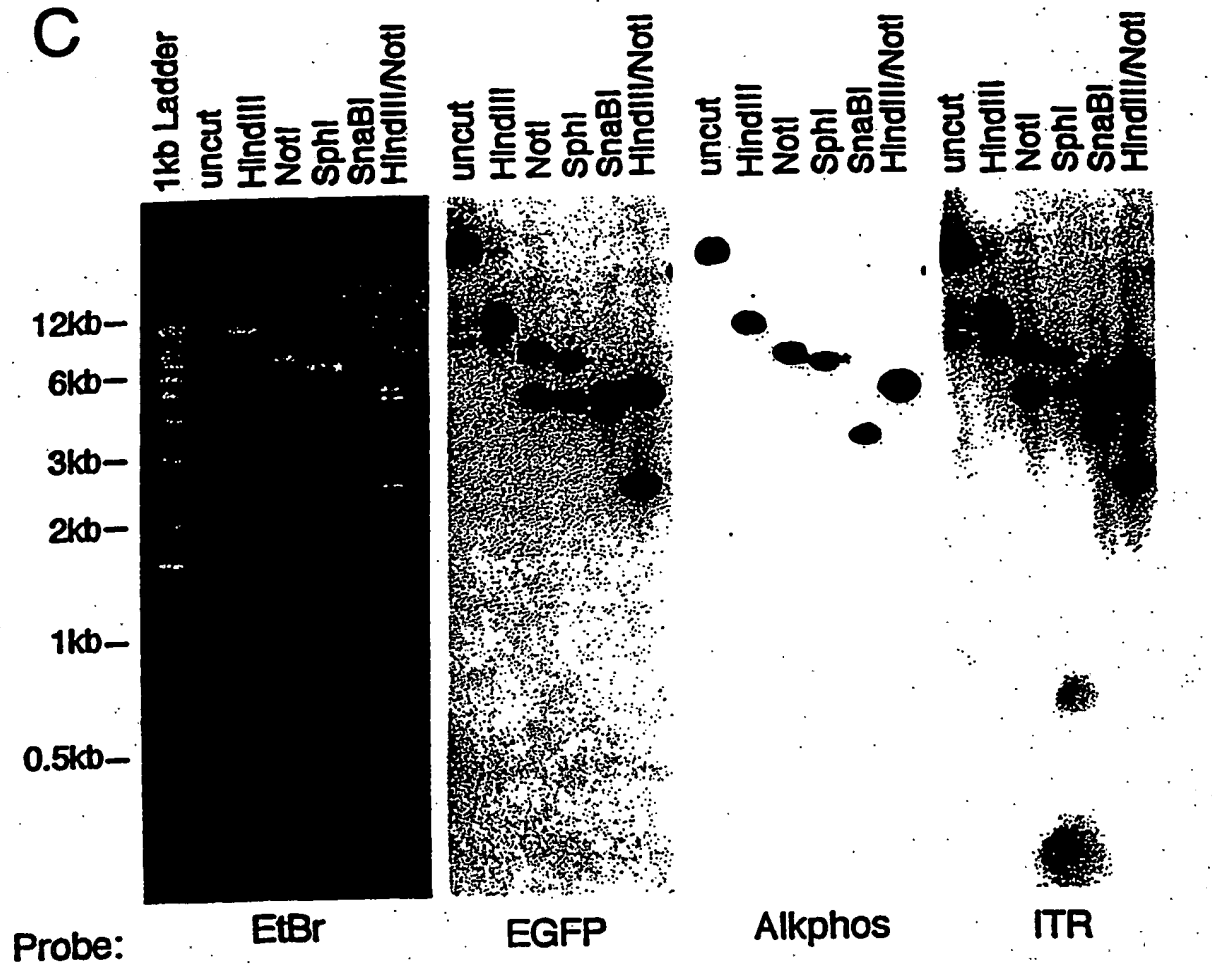 C
1kb Ladder
uncut
HindIII
NotI
SphI
SnaBI
HindIII/NotI
uncut
HindIII
NotI
SphI
SnaBI
HindIII/NotI
uncut
HindIII
NotI
SphI
SnaBI
HindIII/NotI
uncut
HindIII
NotI
SphI
SnaBI
HindIII/NotI
12kb
6kb
3kb
2kb
1kb
0.5kb
Probe: EtBr EGFP Alkphos ITR